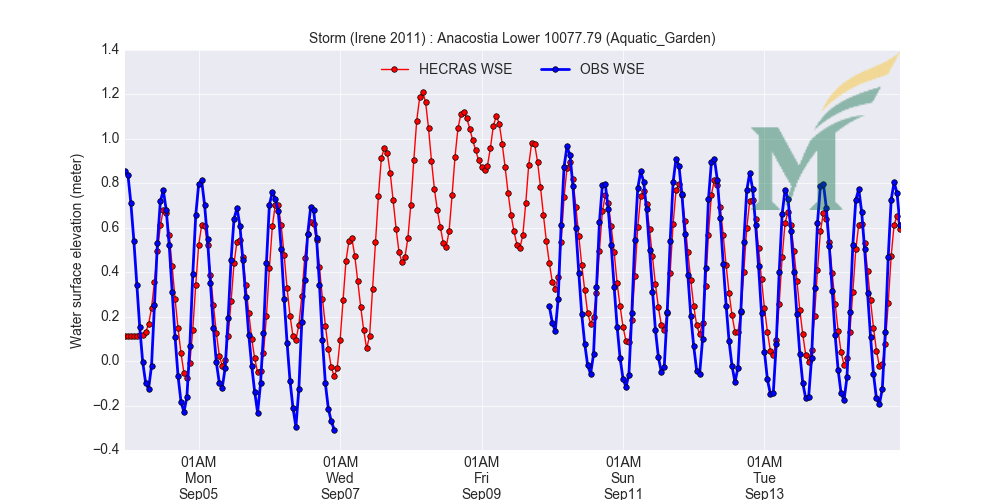 Storm (Irene 2011) : Anacostia Lower 10077.79 (Aquatic_Garden)
HECRAS WSE
OBS WSE
M
Water surface elevation (meter)
1.4
1.2
1.0
0.8
0.6
0.4
0.2
0.0
−0.2
−0.4
01AM
Mon
Sep05
01AM
Wed
Sep07
01AM
Fri
Sep09
01AM
Sun
Sep11
01AM
Tue
Sep13